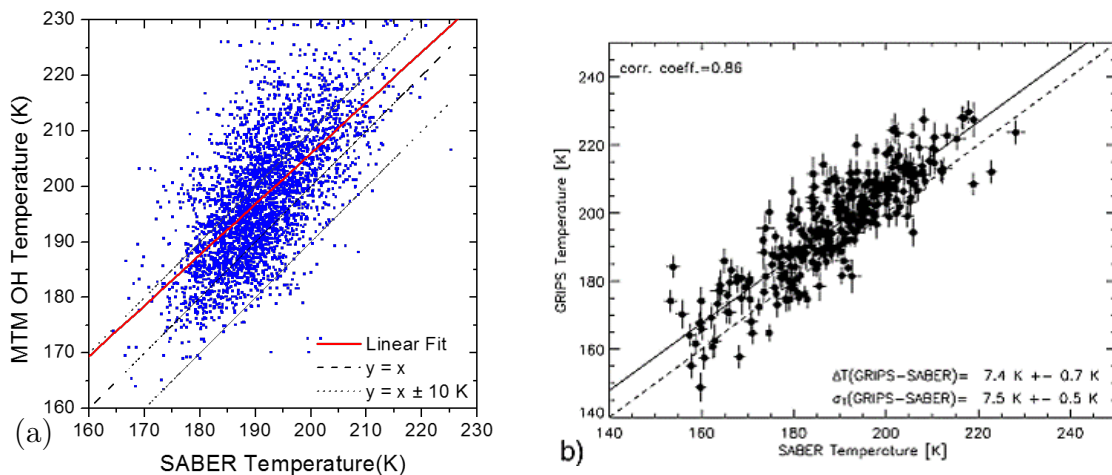 230
220
210
200
190
180
170
160
160 170 180 190 200 210 220 230
MTM OH Temperature (K)
SABER Temperature(K)
Linear Fit
y = x
y = x ± 10 K
(a)
corr. coeff.=0.86
240
220
200
180
160
140
140 160 180 200 220 240
GRIPS Temperature [K]
SABER Temperature [K]
ΔT(GRIPS-SABER)= 7.4 K +- 0.7 K
σ₁(GRIPS-SABER)= 7.5 K +- 0.5 K
b)